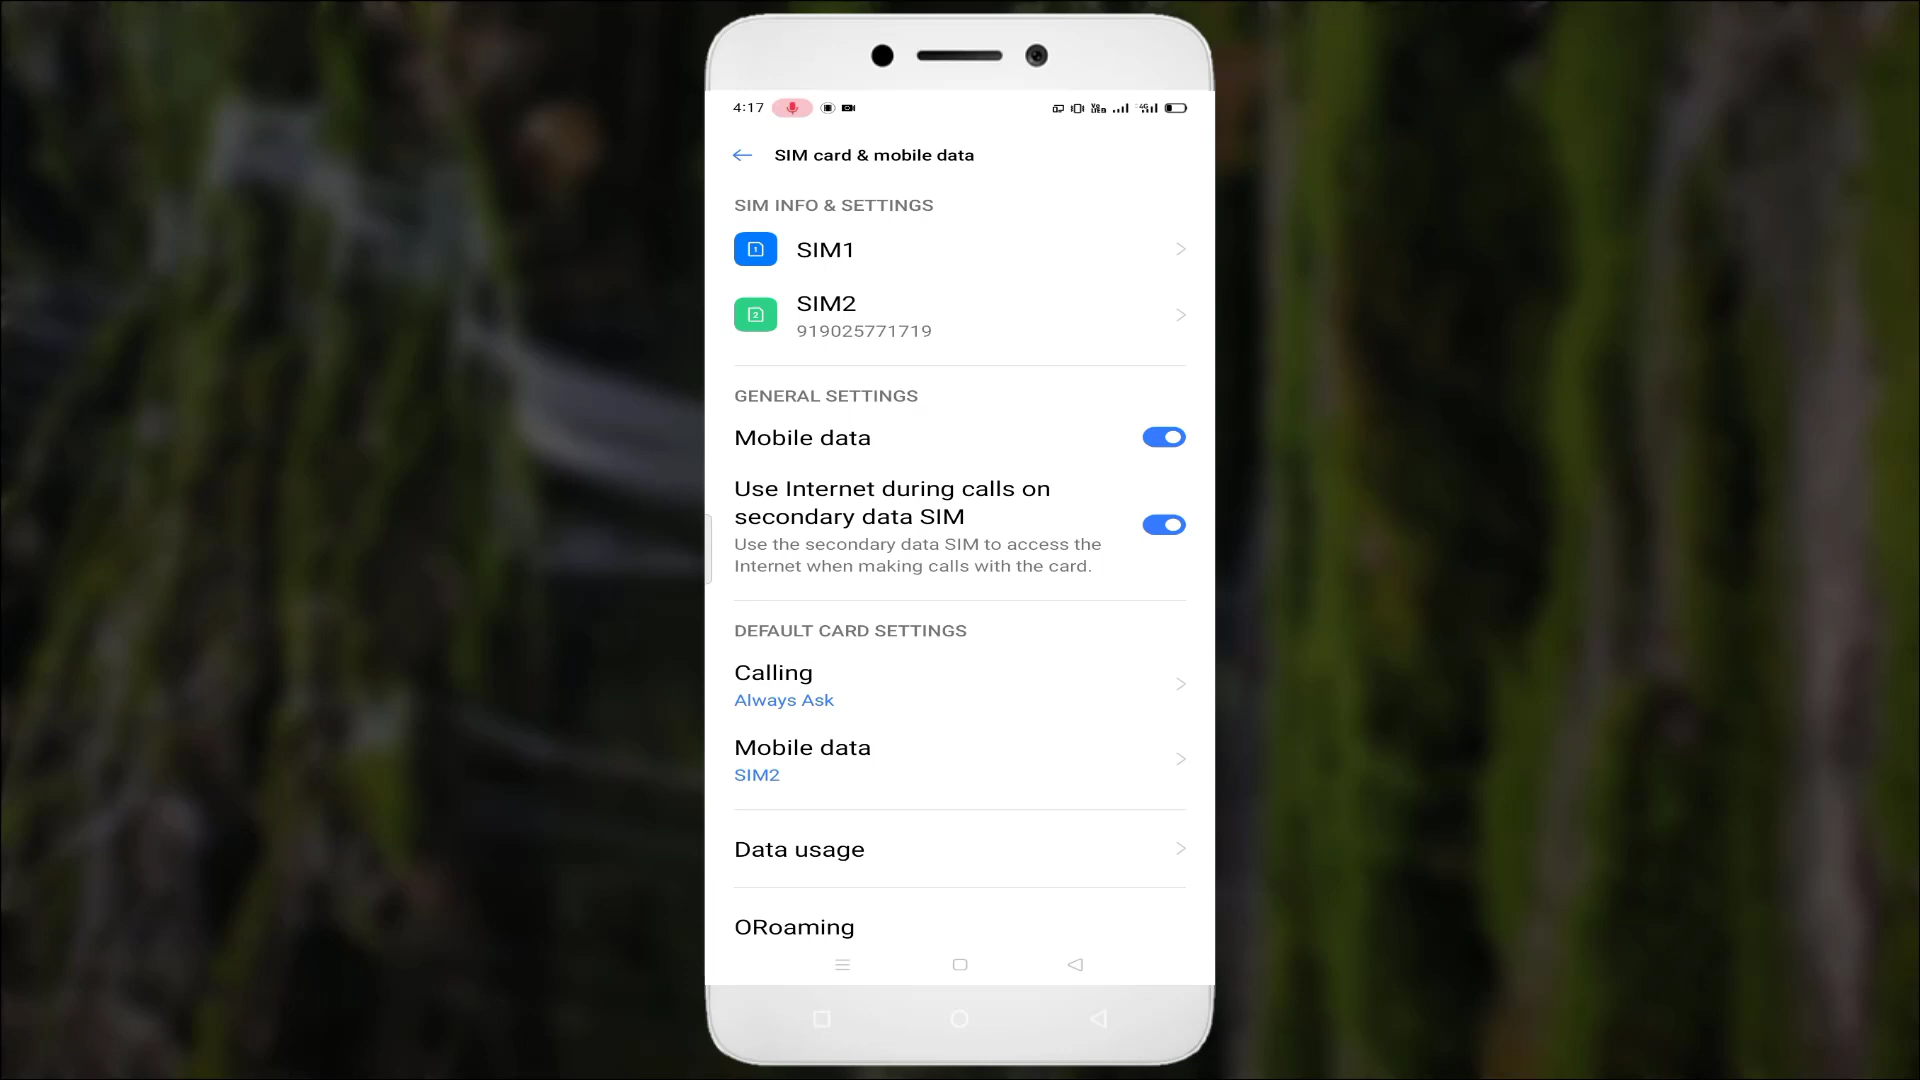 4:17
SIM card & mobile data
SIM INFO & SETTINGS
1
SIM1
2
SIM2
919025771719
GENERAL SETTINGS
Mobile data
Use Internet during calls on
secondary data SIM
Use the secondary data SIM to access the
Internet when making calls with the card.
DEFAULT CARD SETTINGS
Calling
Always Ask
Mobile data
SIM2
Data usage
ORoaming